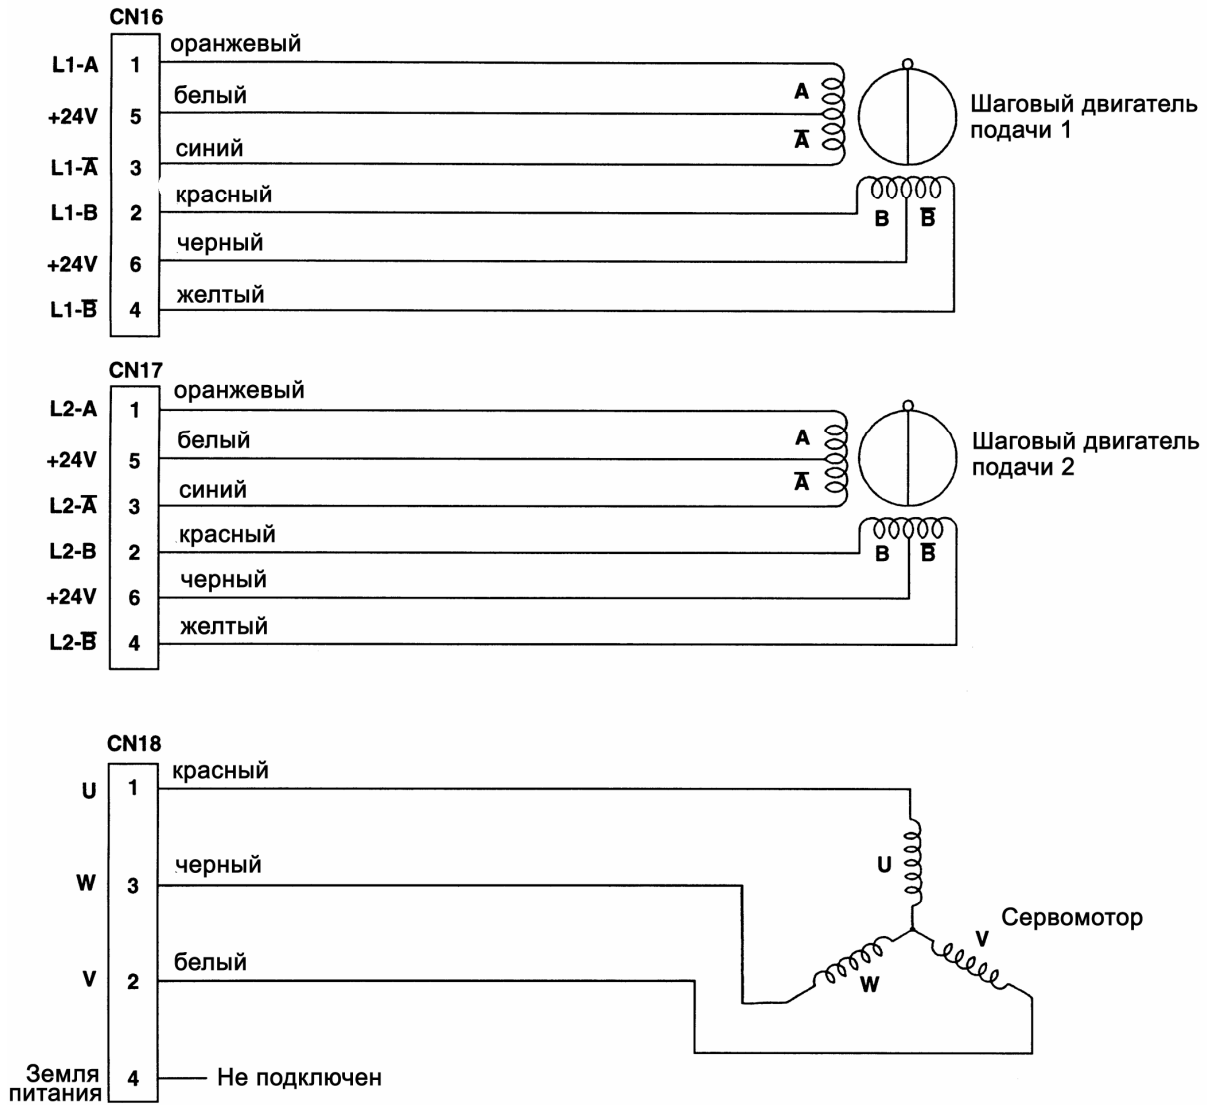 CN16
оранжевый
L1-A 1
A
белый
+24V 5
Шаговый двигатель
подачи 1
A̅
синий
L1-A̅ 3
красный
L1-B 2
B B̅
черный
+24V 6
желтый
L1-B̅ 4
CN17
оранжевый
L2-A 1
A
белый
+24V 5
Шаговый двигатель
подачи 2
A̅
синий
L2-A̅ 3
красный
L2-B 2
B B̅
черный
+24V 6
желтый
L2-B̅ 4
CN18
красный
U 1
U
черный
W 3
Сервомотор
V
W
белый
V 2
Земля
питания
4 Не подключен